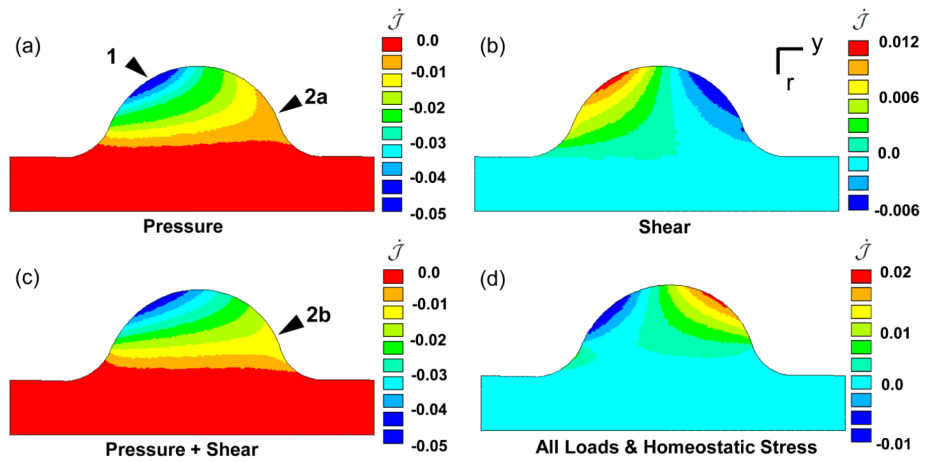 (a)
1
2a
𝒥̇
0.0
-0.01
-0.02
-0.03
-0.04
-0.05
Pressure
(b)
y
r
𝒥̇
0.012
0.006
0.0
-0.006
Shear
(c)
2b
𝒥̇
0.0
-0.01
-0.02
-0.03
-0.04
-0.05
Pressure + Shear
(d)
𝒥̇
0.02
0.01
0.0
-0.01
All Loads & Homeostatic Stress